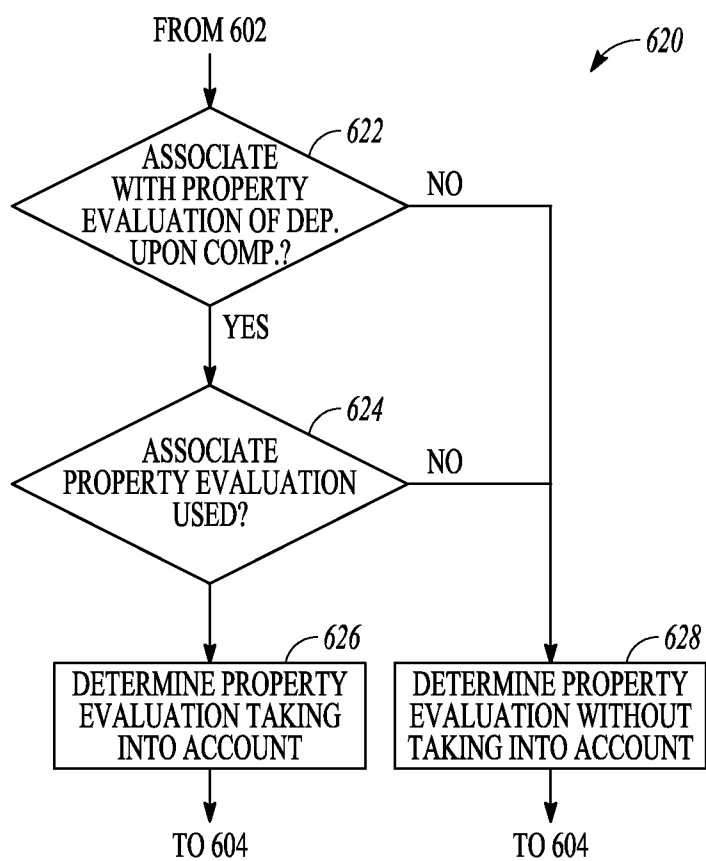 FROM 602
620
622
ASSOCIATE
WITH PROPERTY
EVALUATION OF DEP.
UPON COMP.?
NO
YES
624
ASSOCIATE
PROPERTY EVALUATION
USED?
NO
626
DETERMINE PROPERTY
EVALUATION TAKING
INTO ACCOUNT
628
DETERMINE PROPERTY
EVALUATION WITHOUT
TAKING INTO ACCOUNT
TO 604
TO 604